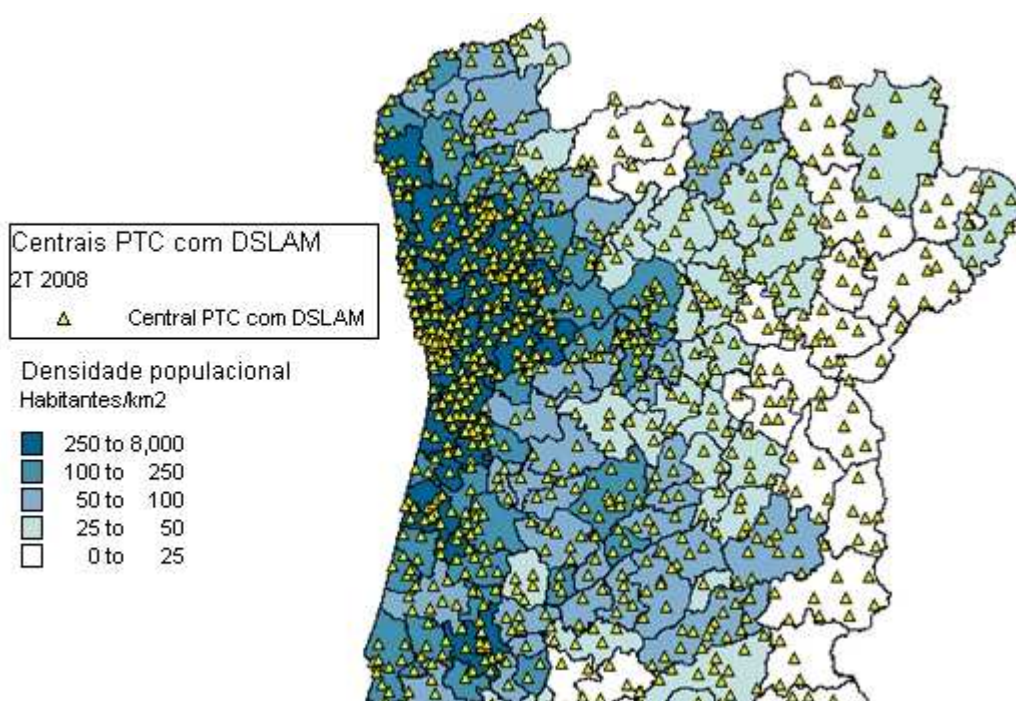 Centrais PTC com DSLAM
2T 2008
Central PTC com DSLAM
Densidade populacional
Habitantes/km2
250 to 8,000
100 to 250
50 to 100
25 to 50
0 to 25